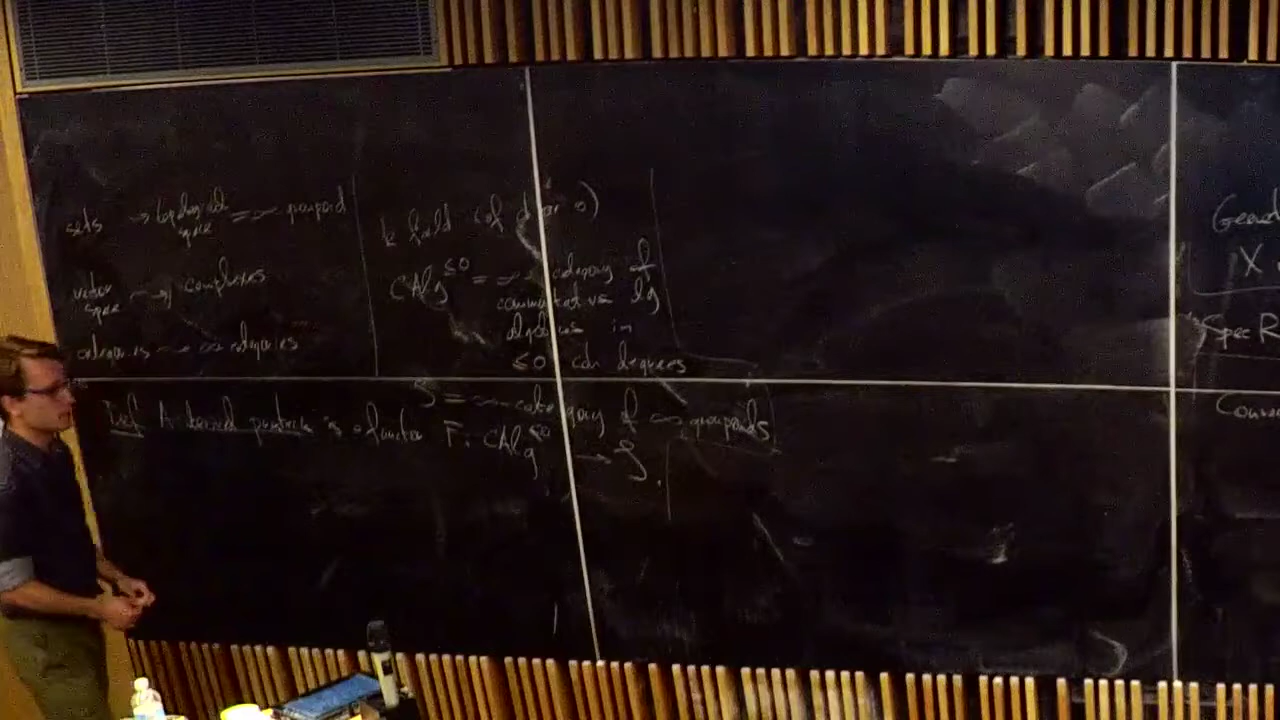 sets → topological space = ∞-groupoid
vector space → complexes
categories → ∞-categories
k field (of char 0)
CAlg^{≤0} = ∞-category of
commutative alg
algebras in
≤0 coh degrees
S = ∞-category of ∞ groupoids
Def A derived prestack is a functor F: CAlg^{≤0} → S.
X
Spec R